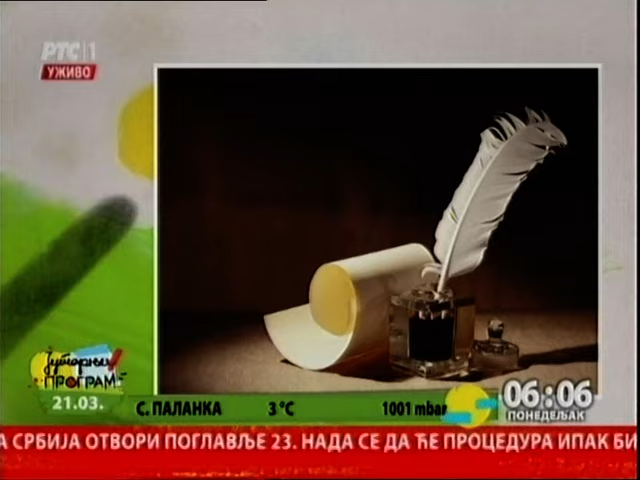 РТС 1
УЖИВО
Јутарњи
ПРОГРАМ
21.03.
С. ПАЛАНКА 3 °C 1001 mbar
06:06
ПОНЕДЕЉАК
А СРБИЈА ОТВОРИ ПОГЛАВЉЕ 23. НАДА СЕ ДА ЋЕ ПРОЦЕДУРА ИПАК БИ